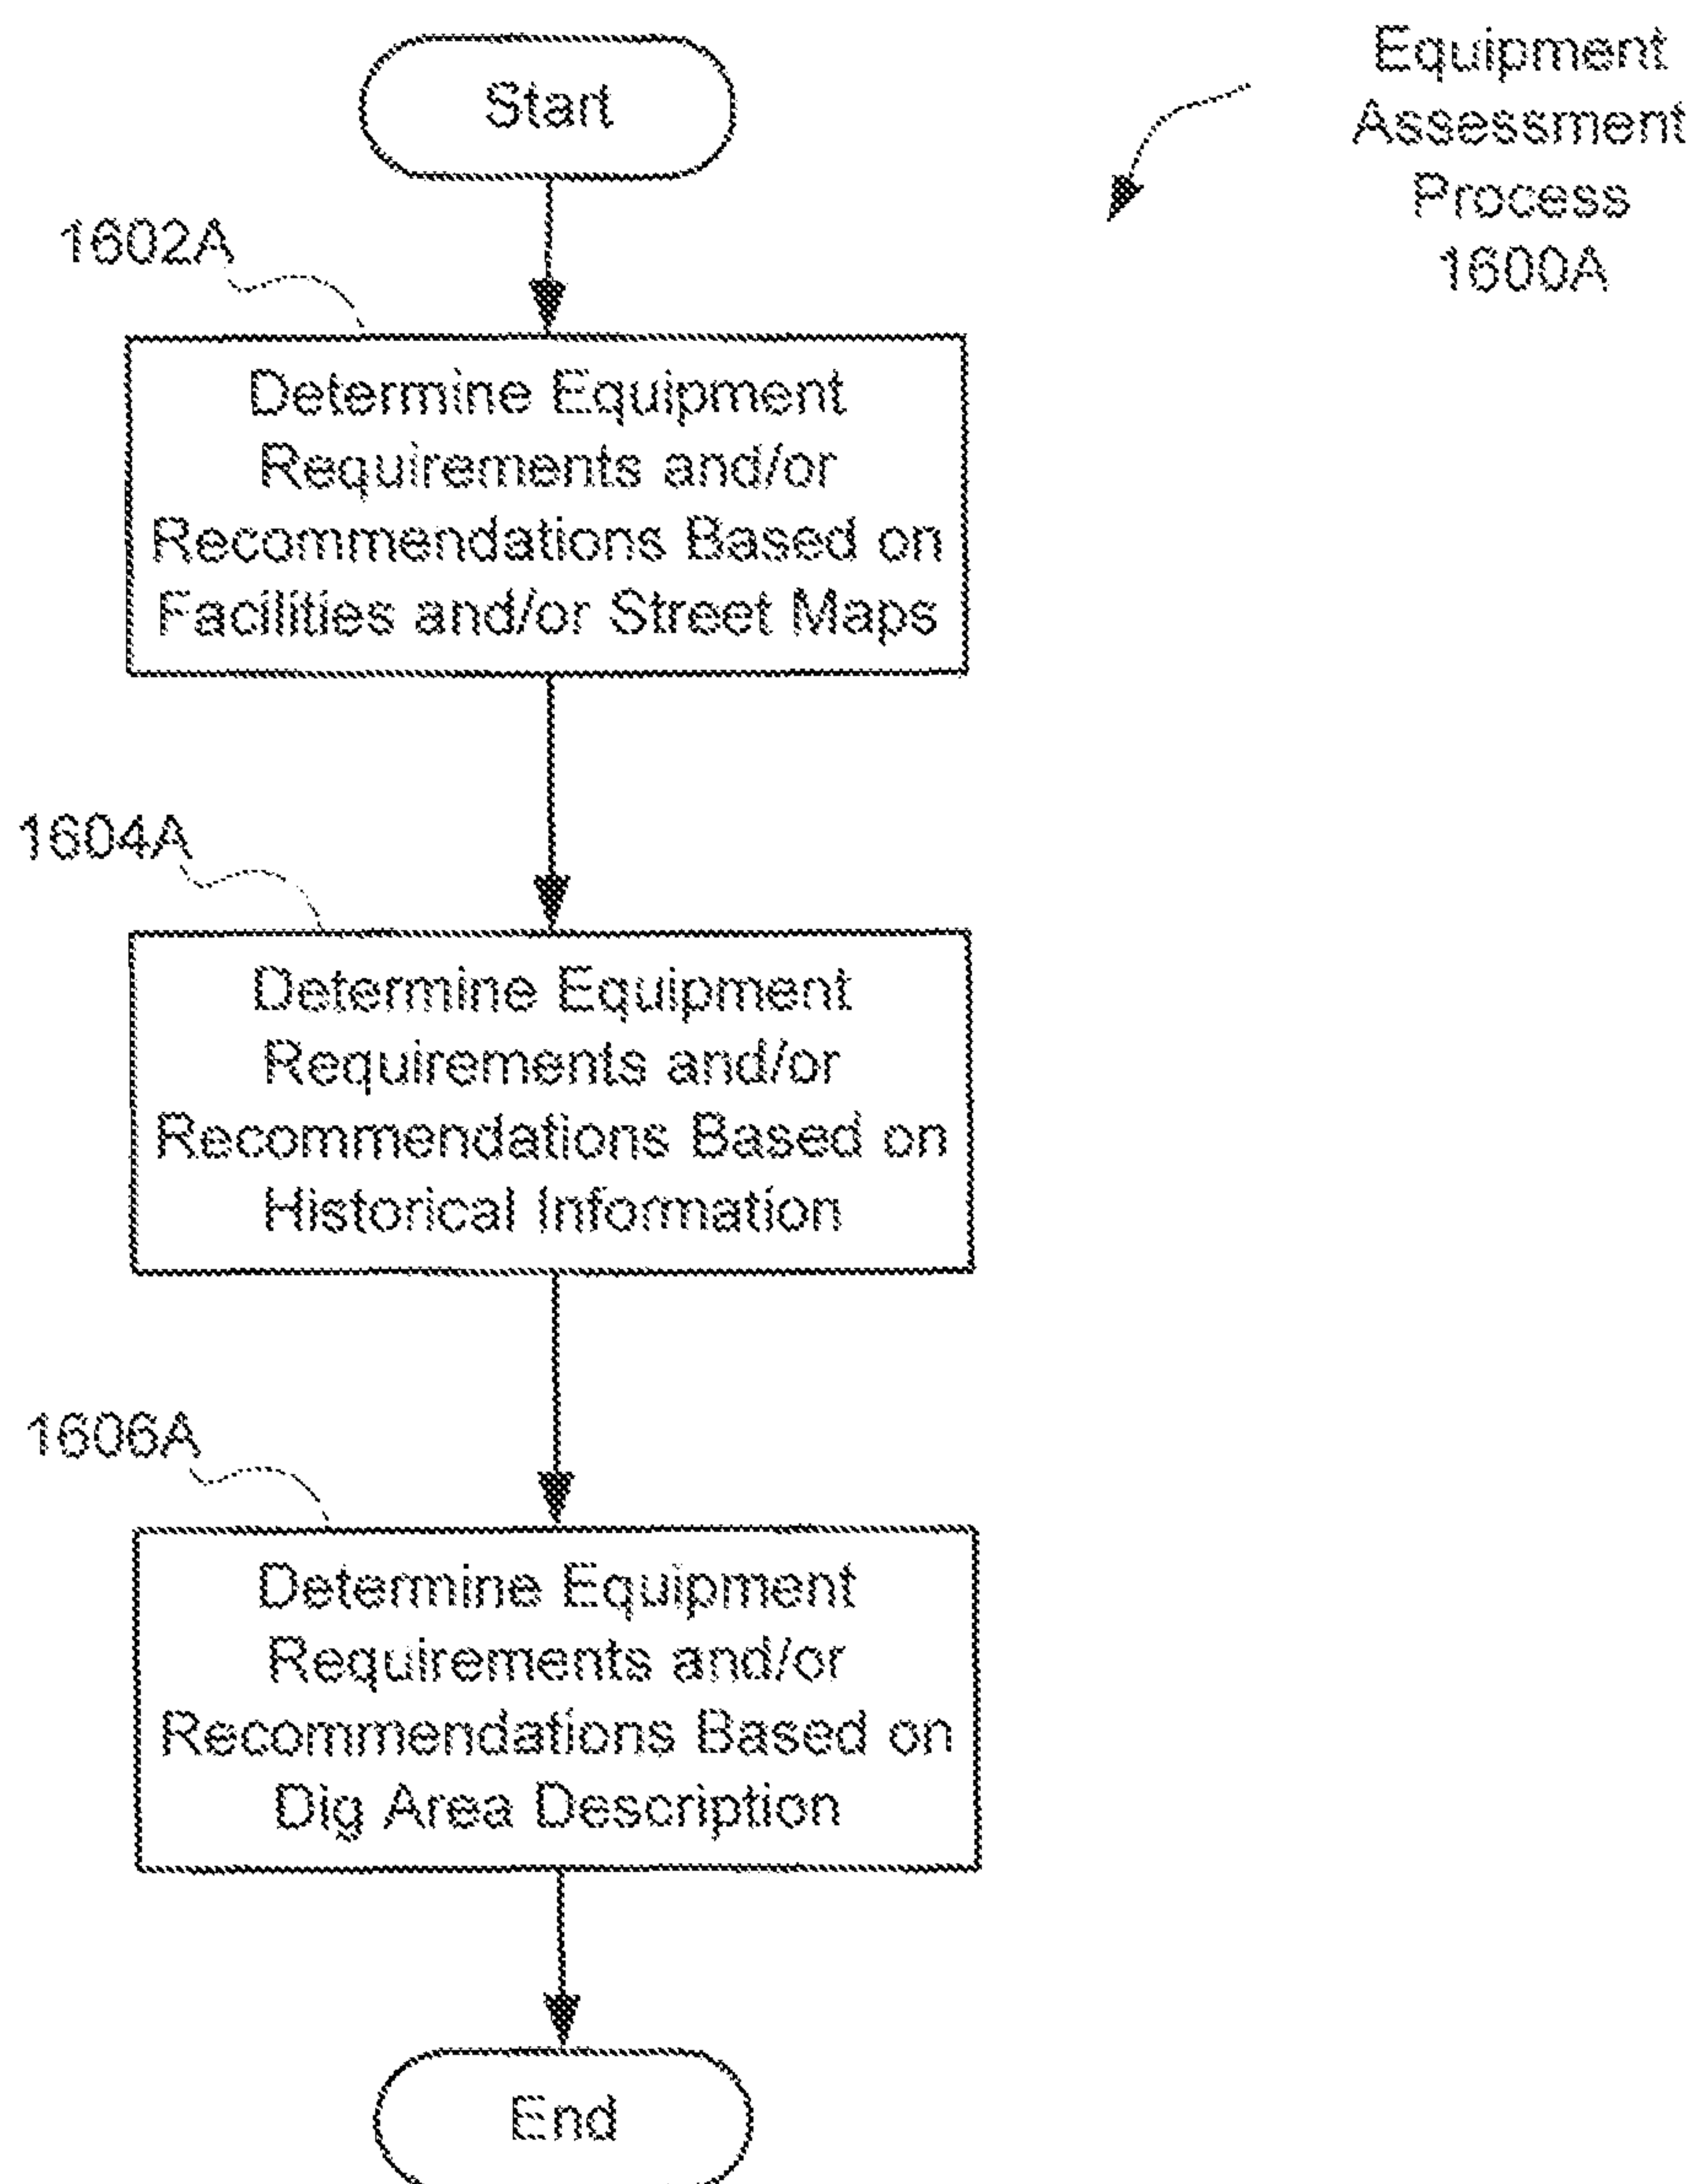 Start
Equipment
Assessment
Process
1600A
1602A
Determine Equipment
Requirements and/or
Recommendations Based on
Facilities and/or Street Maps
1604A
Determine Equipment
Requirements and/or
Recommendations Based on
Historical Information
1606A
Determine Equipment
Requirements and/or
Recommendations Based on
Dig Area Description
End